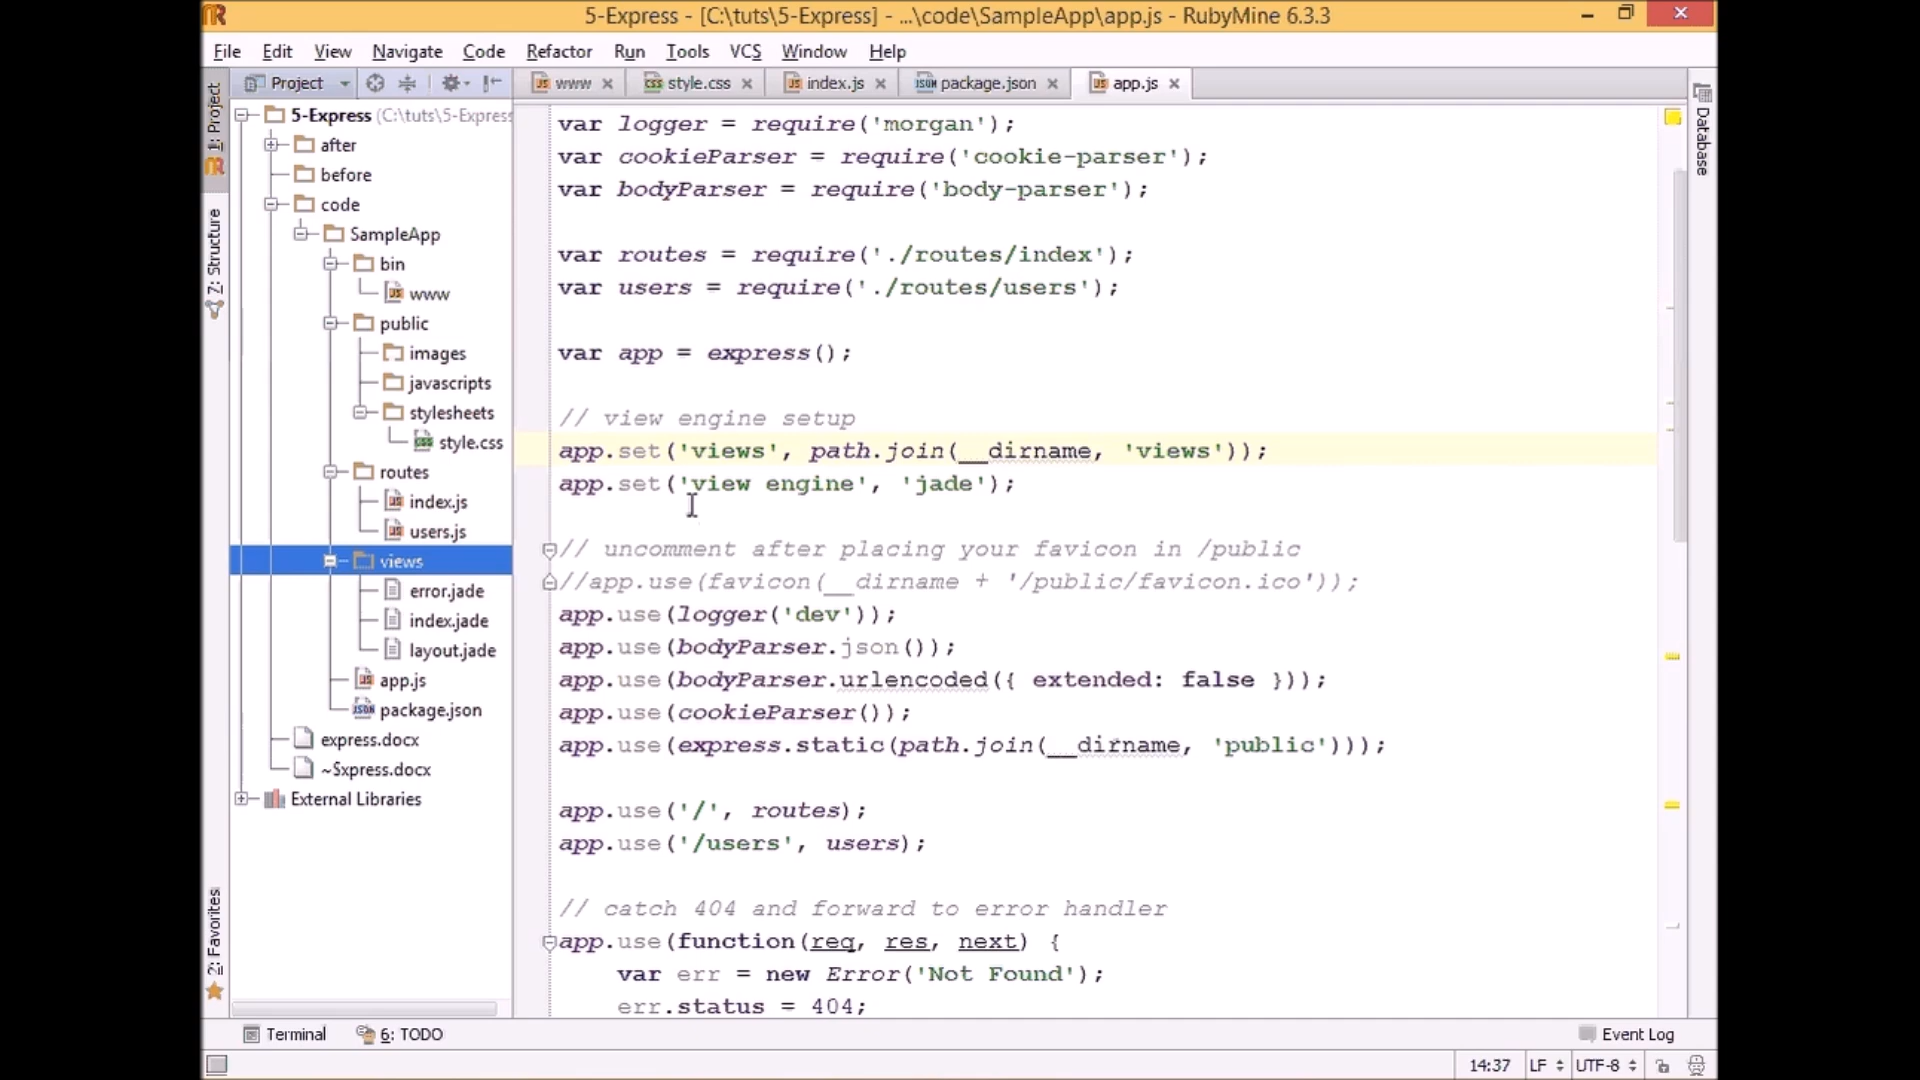 5-Express - [C:\tuts\5-Express] - ...\code\SampleApp\app.js - RubyMine 6.3.3
File Edit View Navigate Code Refactor Run Tools VCS Window Help
Project
www
style.css
index.js
package.json
app.js
1: Project
7: Structure
2: Favorites
Database
5-Express (C:\tuts\5-Express
after
before
code
SampleApp
bin
www
public
images
javascripts
stylesheets
style.css
routes
index.js
users.js
views
error.jade
index.jade
layout.jade
app.js
package.json
express.docx
~$xpress.docx
External Libraries
var logger = require('morgan');
var cookieParser = require('cookie-parser');
var bodyParser = require('body-parser');
var routes = require('./routes/index');
var users = require('./routes/users');
var app = express();
// view engine setup
app.set('views', path.join(__dirname, 'views'));
app.set('view engine', 'jade');
// uncomment after placing your favicon in /public
//app.use(favicon(__dirname + '/public/favicon.ico'));
app.use(logger('dev'));
app.use(bodyParser.json());
app.use(bodyParser.urlencoded({ extended: false }));
app.use(cookieParser());
app.use(express.static(path.join(__dirname, 'public')));
app.use('/', routes);
app.use('/users', users);
// catch 404 and forward to error handler
app.use(function(req, res, next) {
var err = new Error('Not Found');
err.status = 404;
Terminal
6: TODO
Event Log
14:37 LF UTF-8